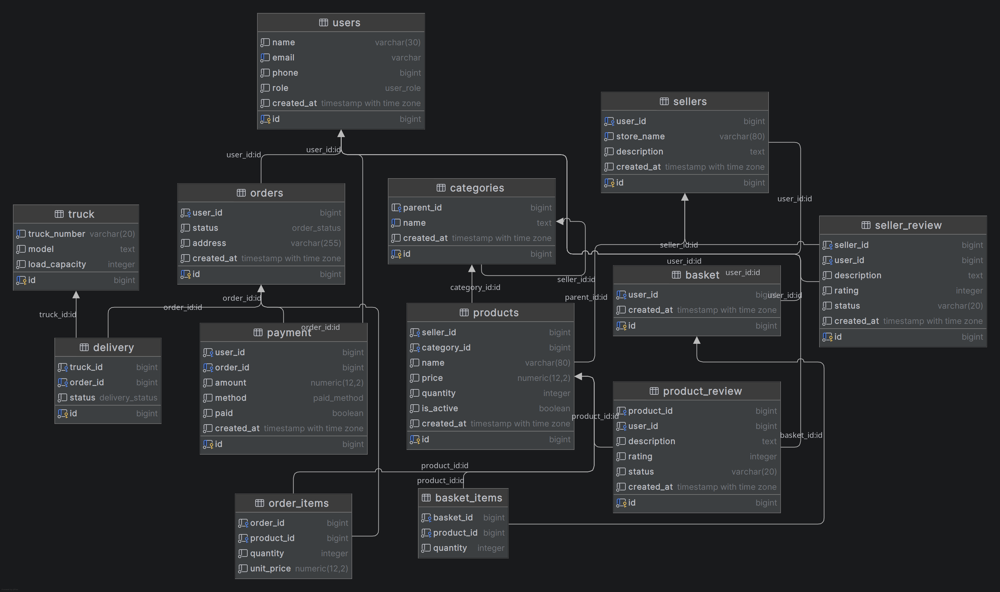 users
name varchar(30)
email varchar
phone bigint
role user_role
created_at timestamp with time zone
id bigint
sellers
user_id bigint
store_name varchar(80)
description text
created_at timestamp with time zone
id bigint
user_id:id
user_id:id
orders
user_id bigint
status order_status
address varchar(255)
created_at timestamp with time zone
id bigint
categories
parent_id bigint
name text
created_at timestamp with time zone
id bigint
user_id:id
truck
truck_number varchar(20)
model text
load_capacity integer
id bigint
seller_review
seller_id bigint
user_id bigint
description text
rating integer
status varchar(20)
created_at timestamp with time zone
id bigint
seller_id:id
user_id:id
user_id:id
seller_id:id
category_id:id
parent_id:id
basket
user_id bigint
created_at timestamp with time zone
id bigint
user_id:id
order_id:id
order_id:id
truck_id:id
order_id:id
delivery
truck_id bigint
order_id bigint
status delivery_status
id bigint
payment
user_id bigint
order_id bigint
amount numeric(12,2)
method paid_method
paid boolean
created_at timestamp with time zone
id bigint
products
seller_id bigint
category_id bigint
name varchar(80)
price numeric(12,2)
quantity integer
is_active boolean
created_at timestamp with time zone
id bigint
product_review
product_id bigint
user_id bigint
description text
rating integer
status varchar(20)
created_at timestamp with time zone
id bigint
product_id:id
basket_id:id
product_id:id
product_id:id
order_items
order_id bigint
product_id bigint
quantity integer
unit_price numeric(12,2)
basket_items
basket_id bigint
product_id bigint
quantity integer